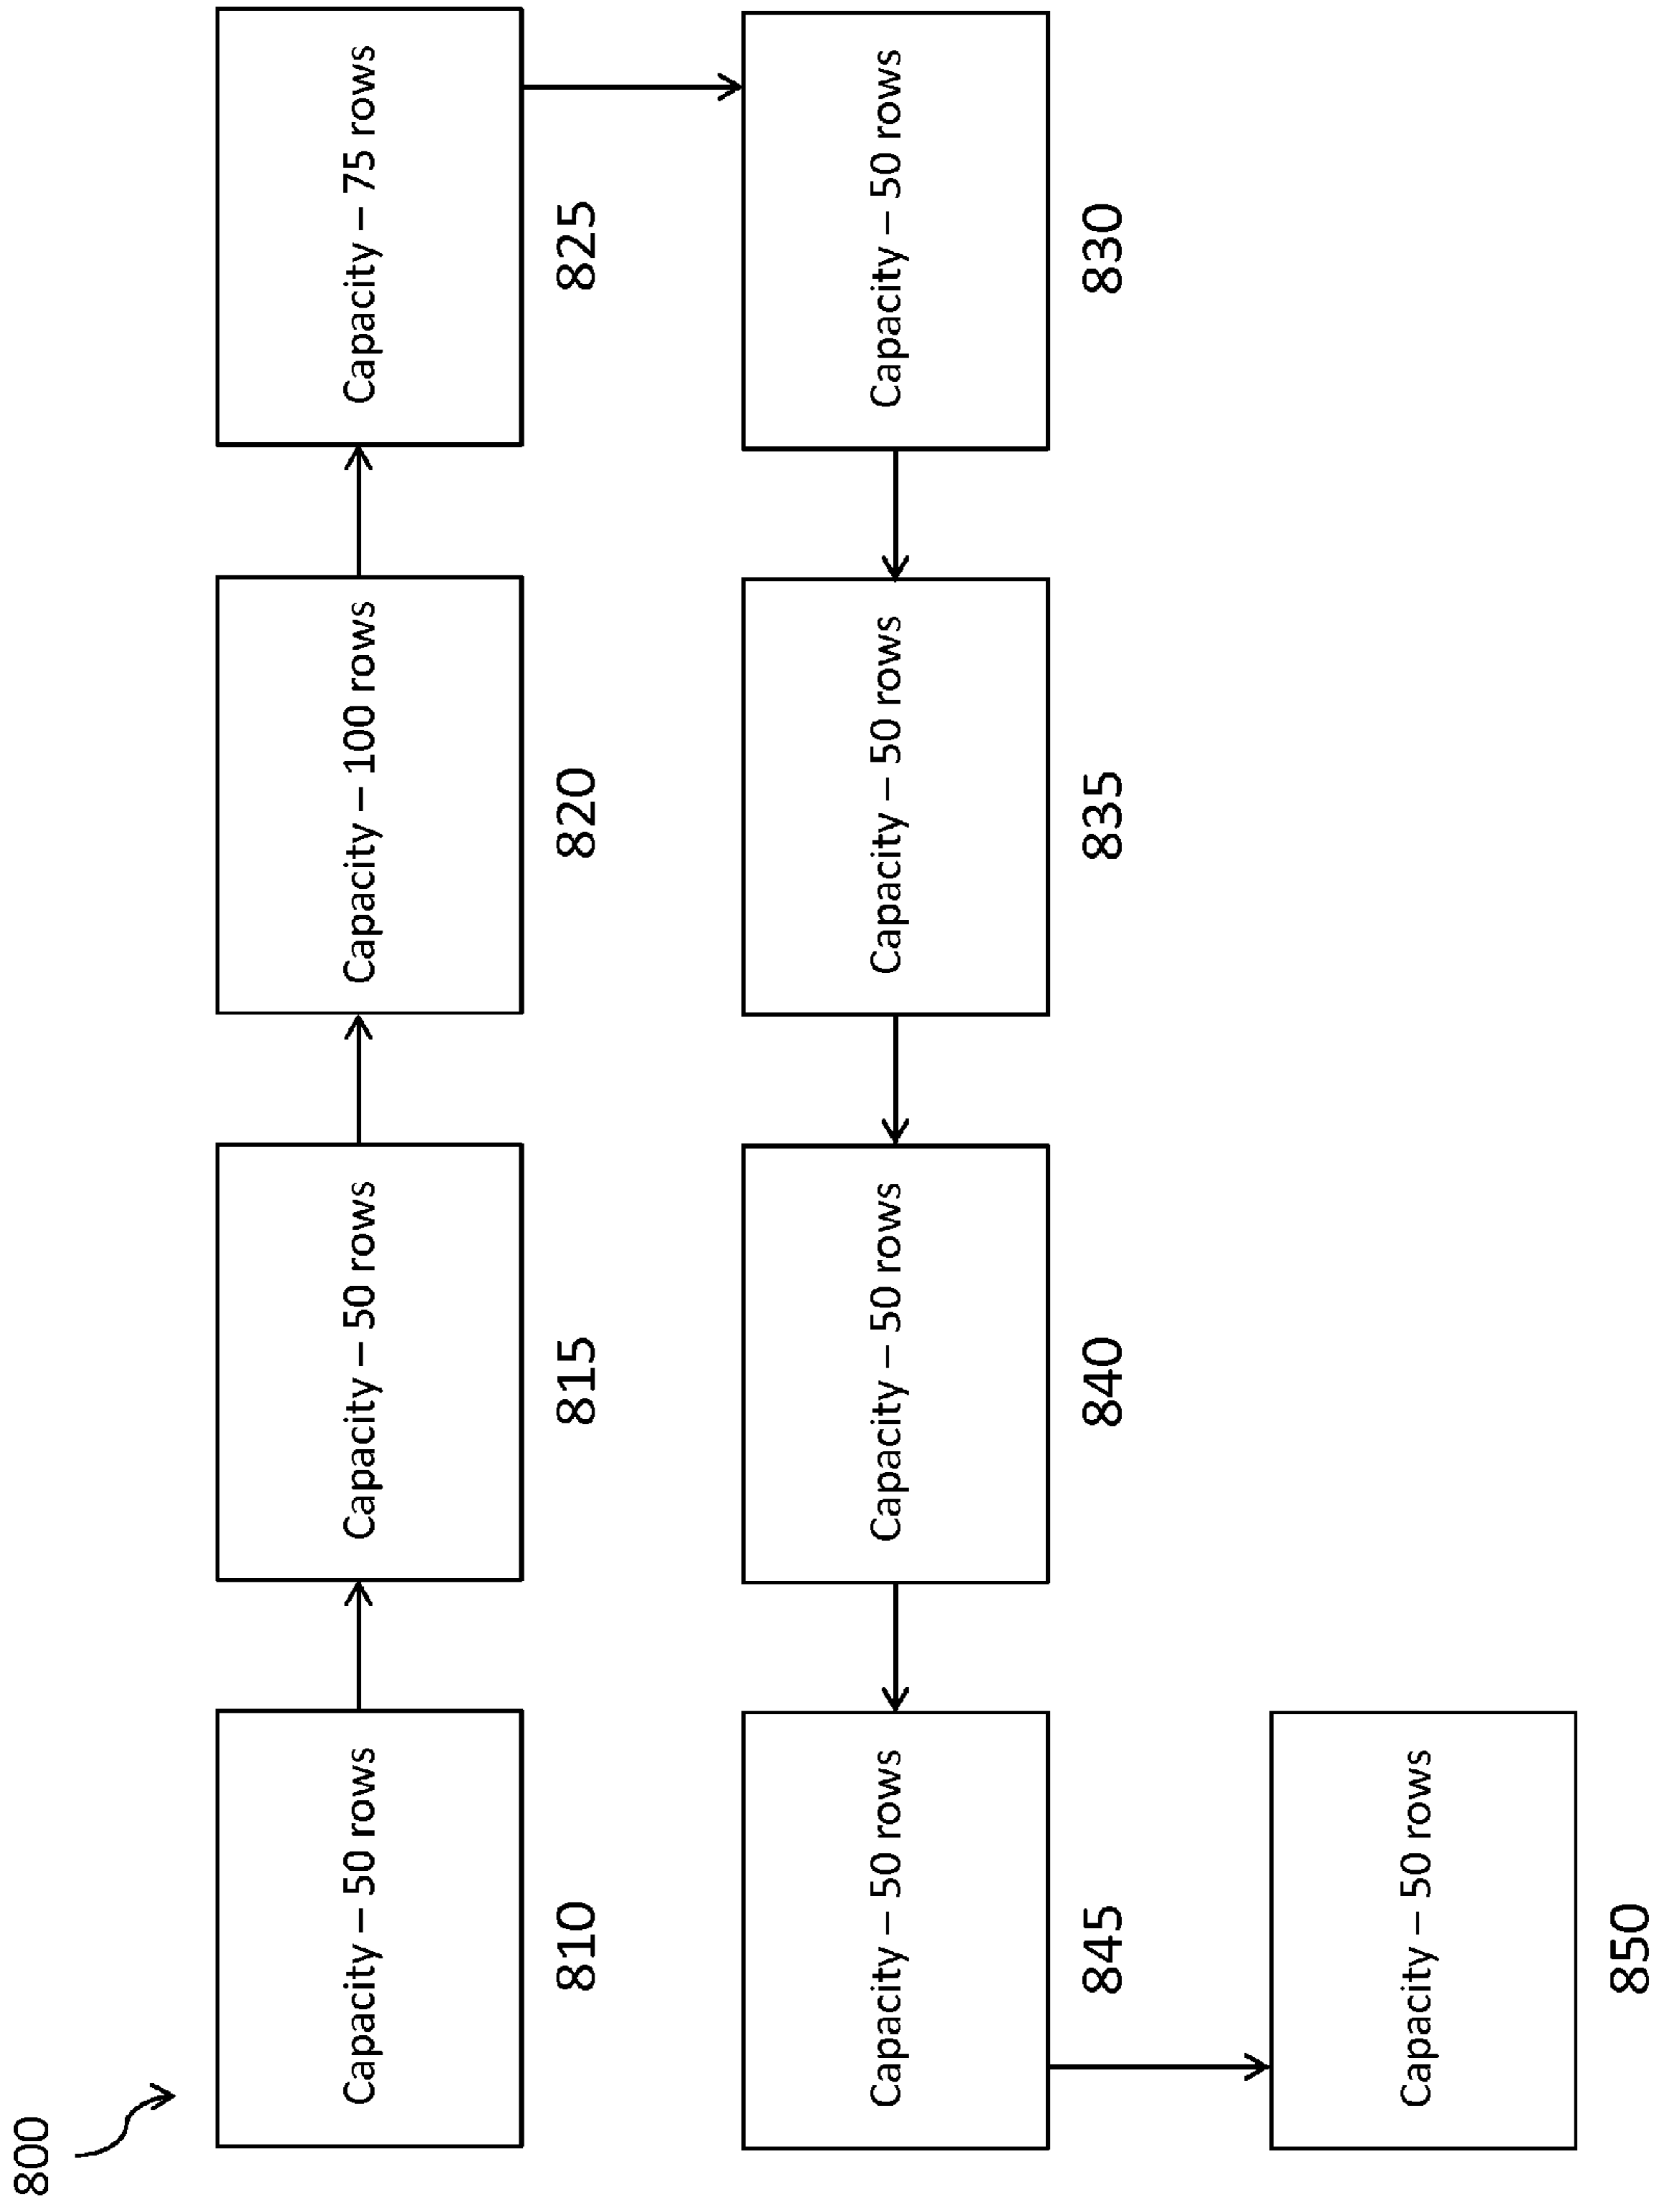 800
Capacity – 50 rows
810
Capacity – 50 rows
815
Capacity – 100 rows
820
Capacity – 75 rows
825
Capacity – 50 rows
830
Capacity – 50 rows
835
Capacity – 50 rows
840
Capacity – 50 rows
845
Capacity – 50 rows
850